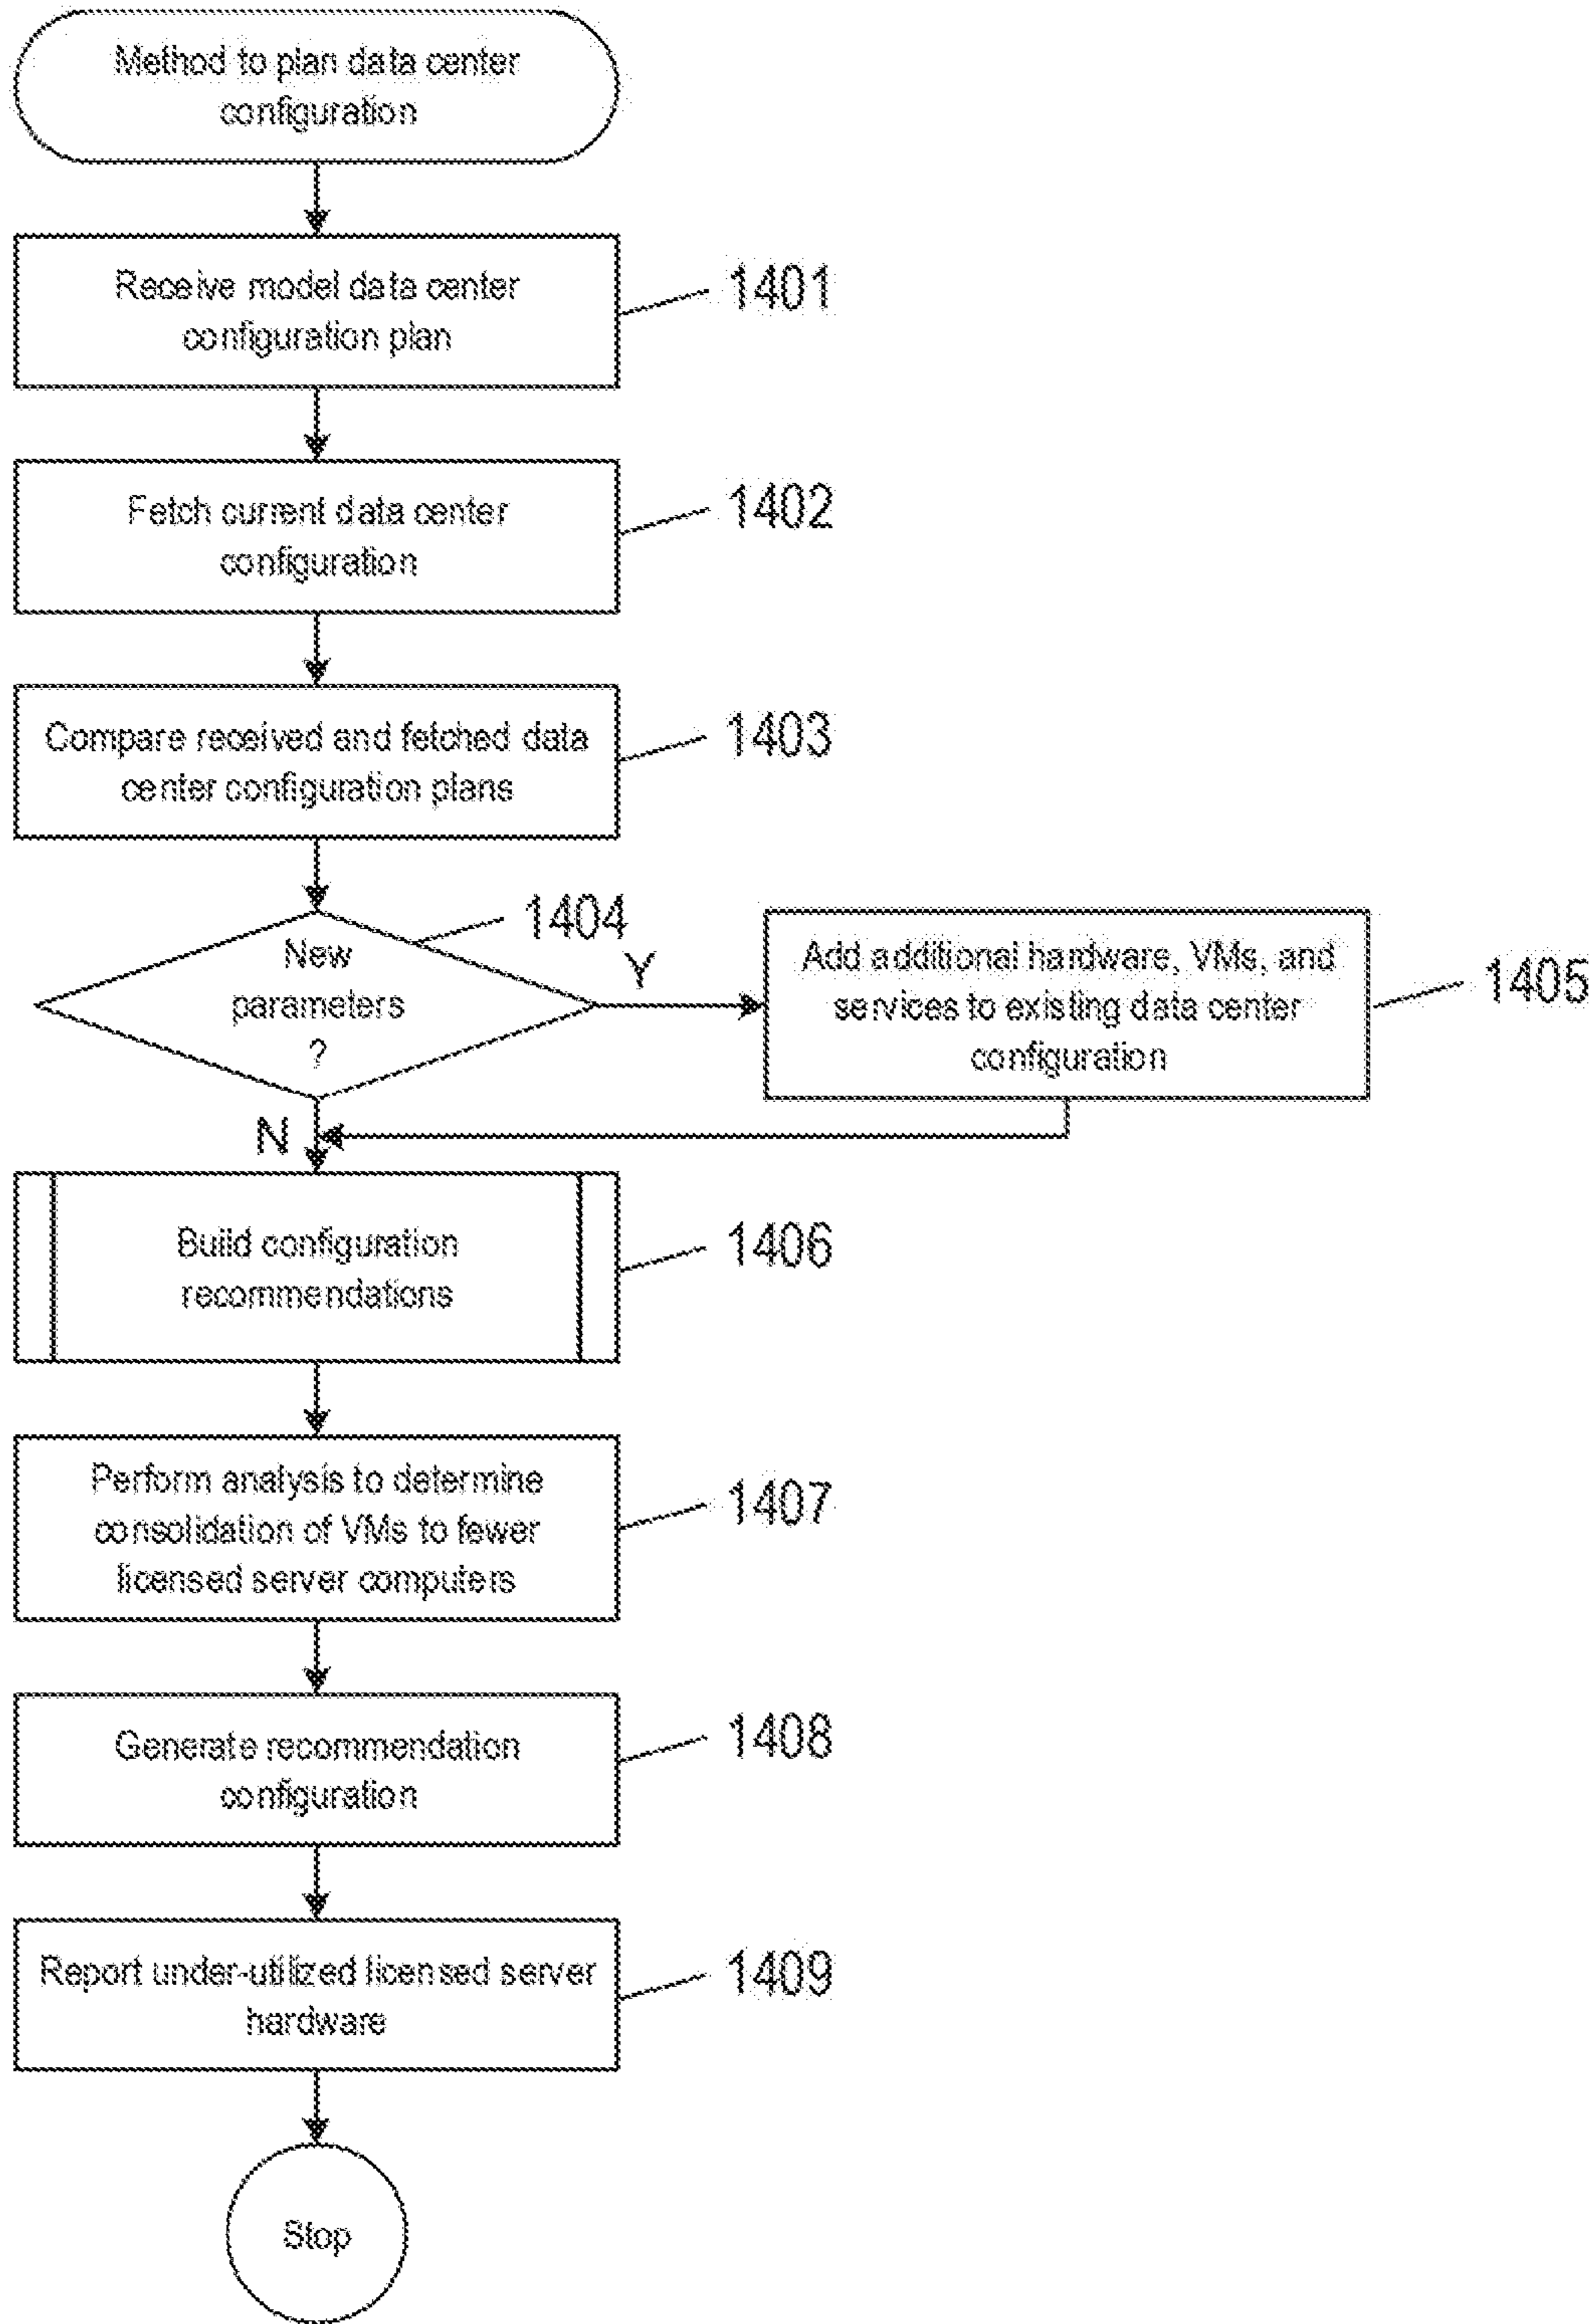 Method to plan data center
configuration
Receive model data center
configuration plan
1401
Fetch current data center
configuration
1402
Compare received and fetched data
center configuration plans
1403
New
parameters
?
1404
Y
Add additional hardware, VMs, and
services to existing data center
configuration
1405
N
Build configuration
recommendations
1406
Perform analysis to determine
consolidation of VMs to fewer
licensed server computers
1407
Generate recommendation
configuration
1408
Report under-utilized licensed server
hardware
1409
Stop